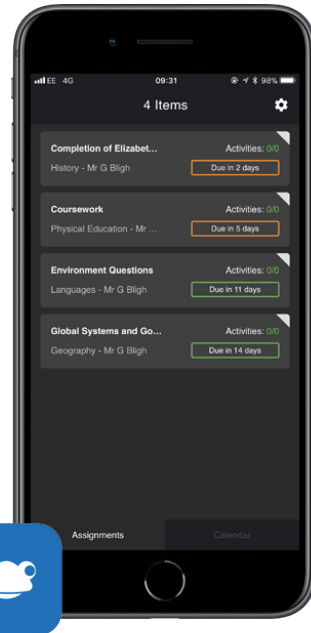 EE 4G 09:31 98%
4 Items
Completion of Elizabet... Activities: 0/0
History - Mr G Bligh Due in 2 days
Coursework Activities: 0/0
Physical Education - Mr ... Due in 5 days
Environment Questions Activities: 0/0
Languages - Mr G Bligh Due in 11 days
Global Systems and Go... Activities: 0/0
Geography - Mr G Bligh Due in 14 days
Assignments Calendar